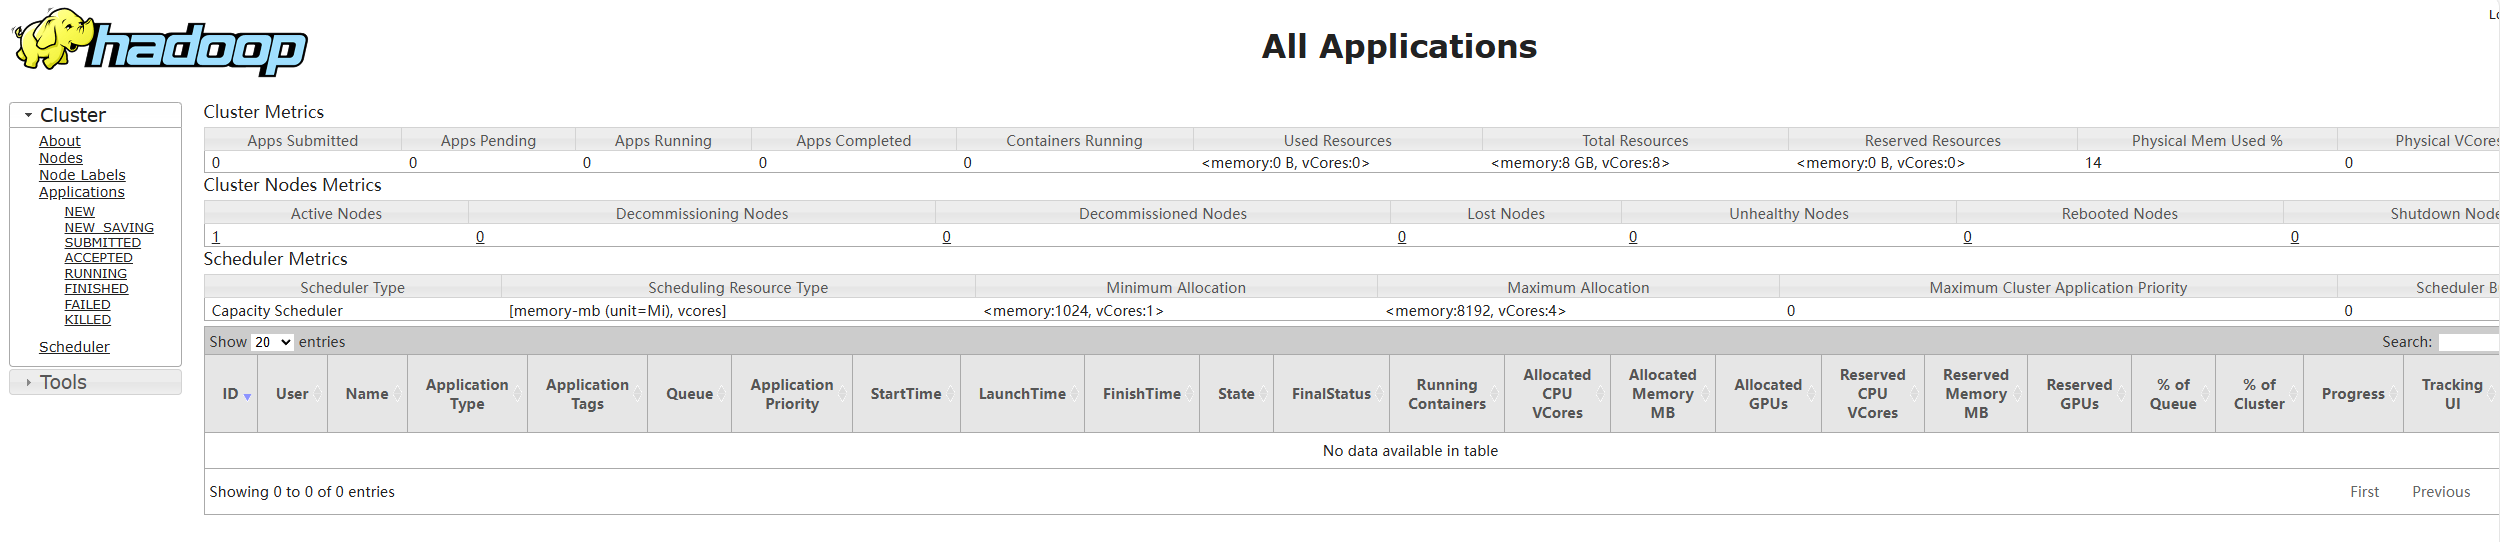 hadoop
Lo
All Applications
Cluster
About
Nodes
Node Labels
Applications
NEW
NEW_SAVING
SUBMITTED
ACCEPTED
RUNNING
FINISHED
FAILED
KILLED
Scheduler
Tools
Cluster Metrics
Apps Submitted Apps Pending Apps Running Apps Completed Containers Running Used Resources Total Resources Reserved Resources Physical Mem Used % Physical VCores
0 0 0 0 0 <memory:0 B, vCores:0> <memory:8 GB, vCores:8> <memory:0 B, vCores:0> 14 0
Cluster Nodes Metrics
Active Nodes Decommissioning Nodes Decommissioned Nodes Lost Nodes Unhealthy Nodes Rebooted Nodes Shutdown Node
1 0 0 0 0 0 0
Scheduler Metrics
Scheduler Type Scheduling Resource Type Minimum Allocation Maximum Allocation Maximum Cluster Application Priority Scheduler B
Capacity Scheduler [memory-mb (unit=Mi), vcores] <memory:1024, vCores:1> <memory:8192, vCores:4> 0 0
Show 20 entries Search:
ID User Name Application Type Application Tags Queue Application Priority StartTime LaunchTime FinishTime State FinalStatus Running Containers Allocated CPU VCores Allocated Memory MB Allocated GPUs Reserved CPU VCores Reserved Memory MB Reserved GPUs % of Queue % of Cluster Progress Tracking UI
No data available in table
Showing 0 to 0 of 0 entries First Previous